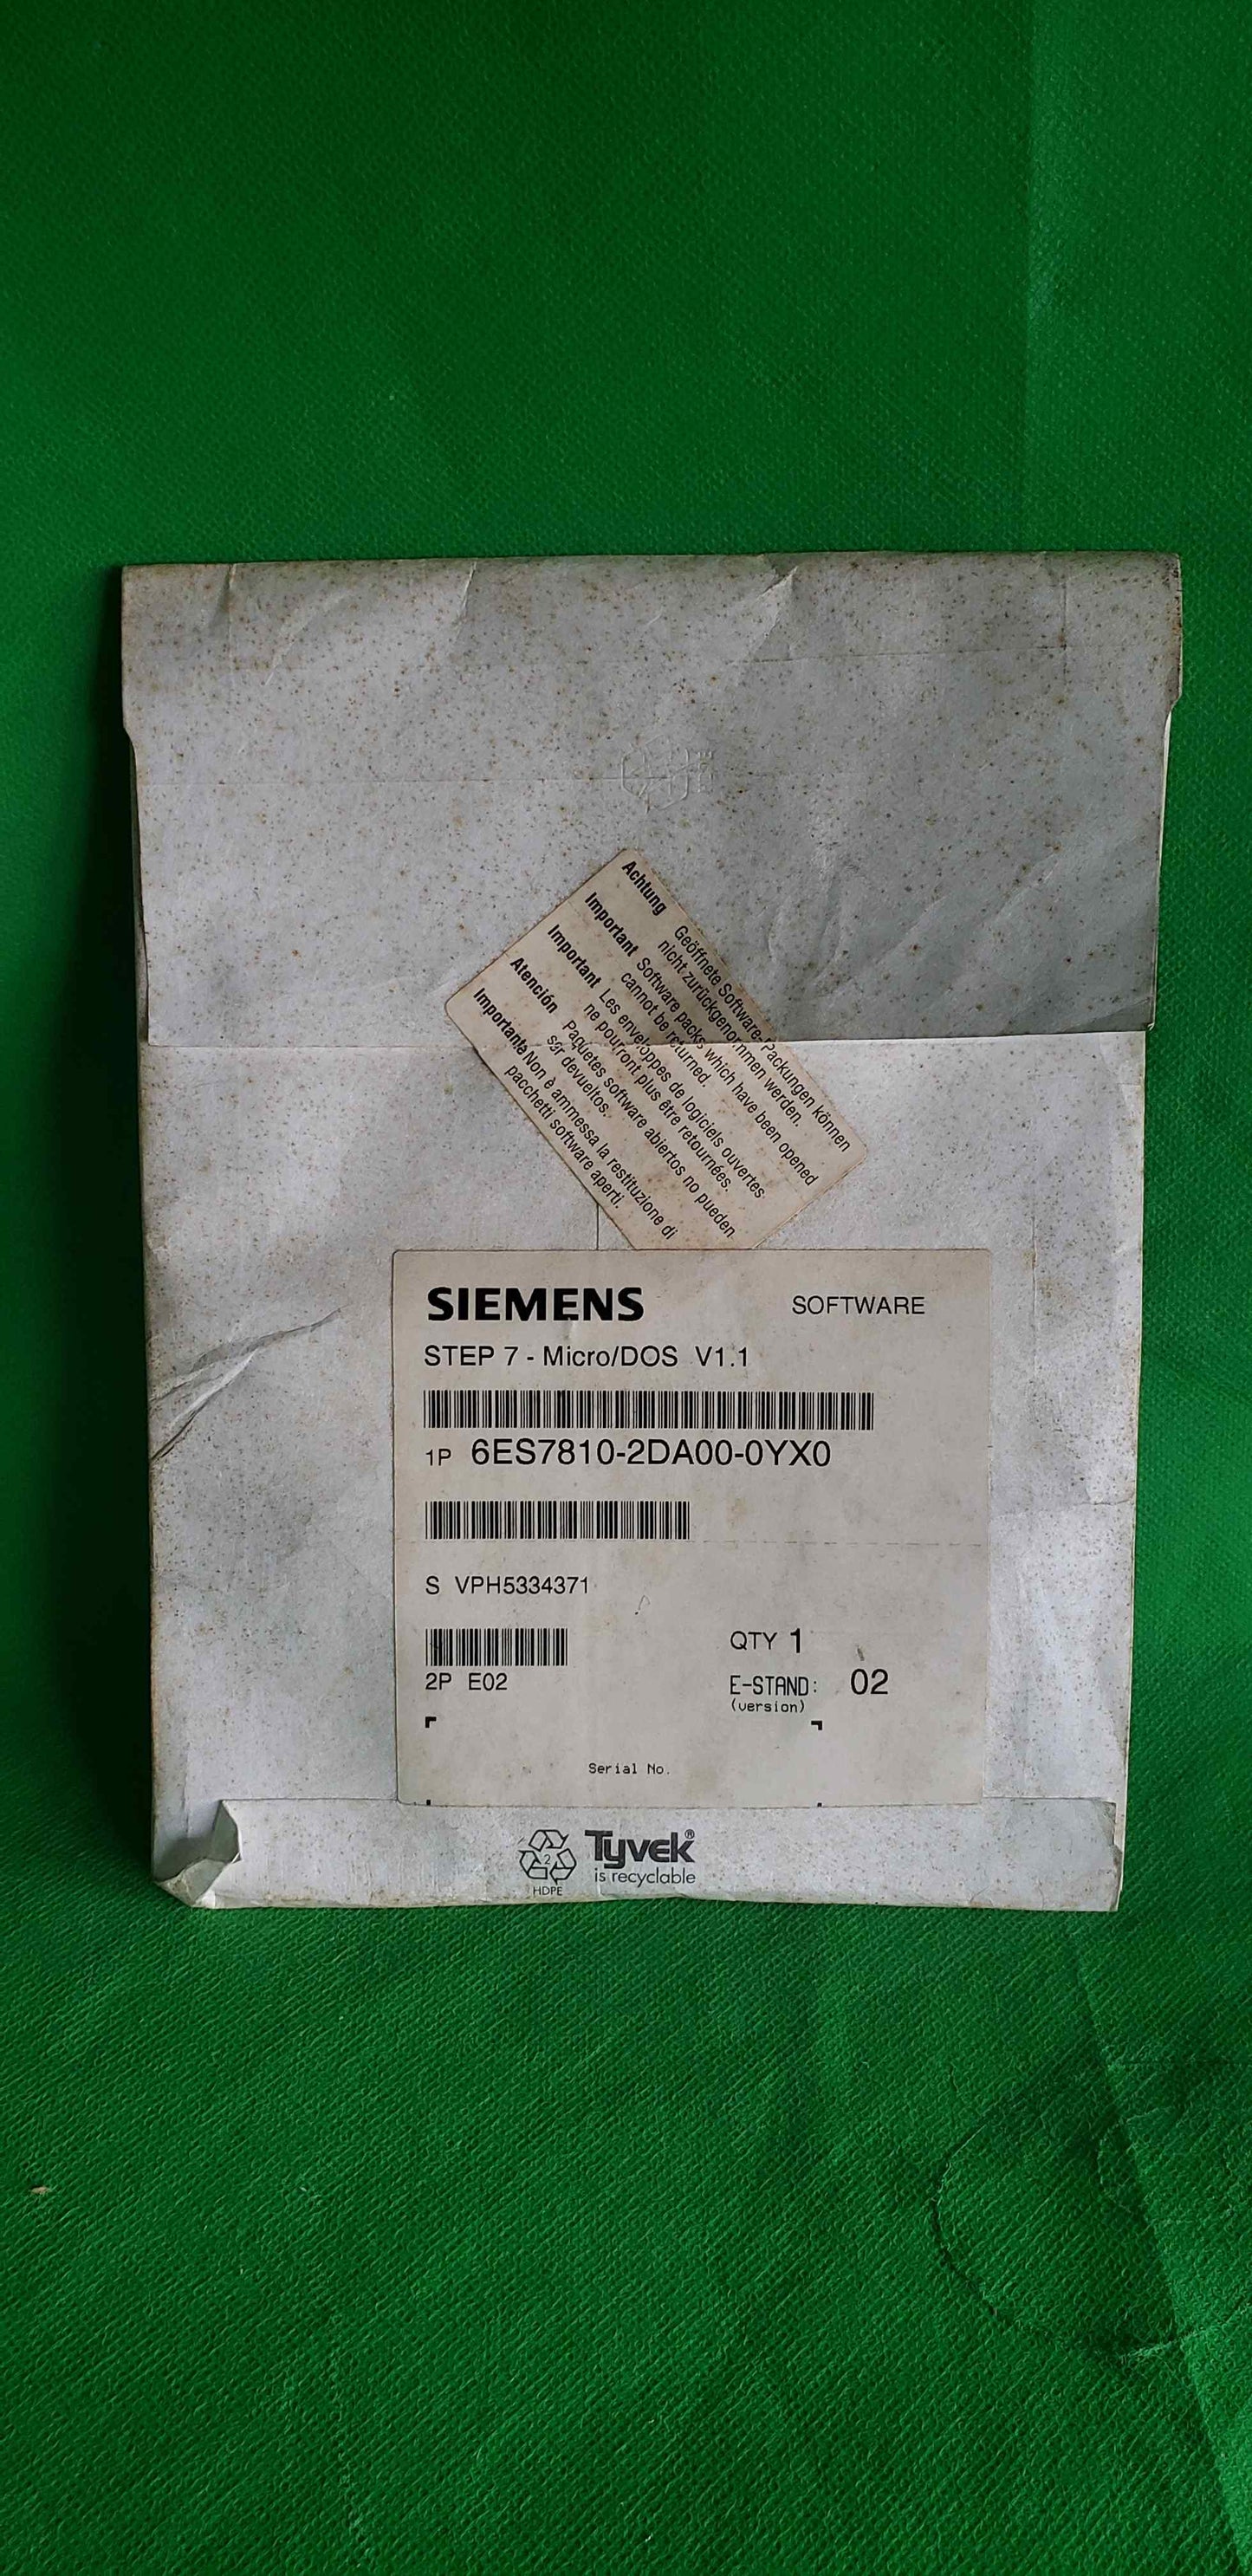 Achtung Geöffnete Software-Packungen können
nicht zurückgenommen werden.
Important Software packs which have been opened
cannot be returned.
Important Les enveloppes de logiciels ouvertes
ne pourront plus être retournées.
Atención Paquetes software abiertos no pueden
ser devueltos.
Importante Non è ammessa la restituzione di
pacchetti software aperti.
SIEMENS SOFTWARE
STEP 7 - Micro/DOS V1.1
1P 6ES7810-2DA00-0YX0
S VPH5334371
QTY 1
2P E02 E-STAND: 02
(version)
Serial No.
2 Tyvek®
is recyclable
HDPE